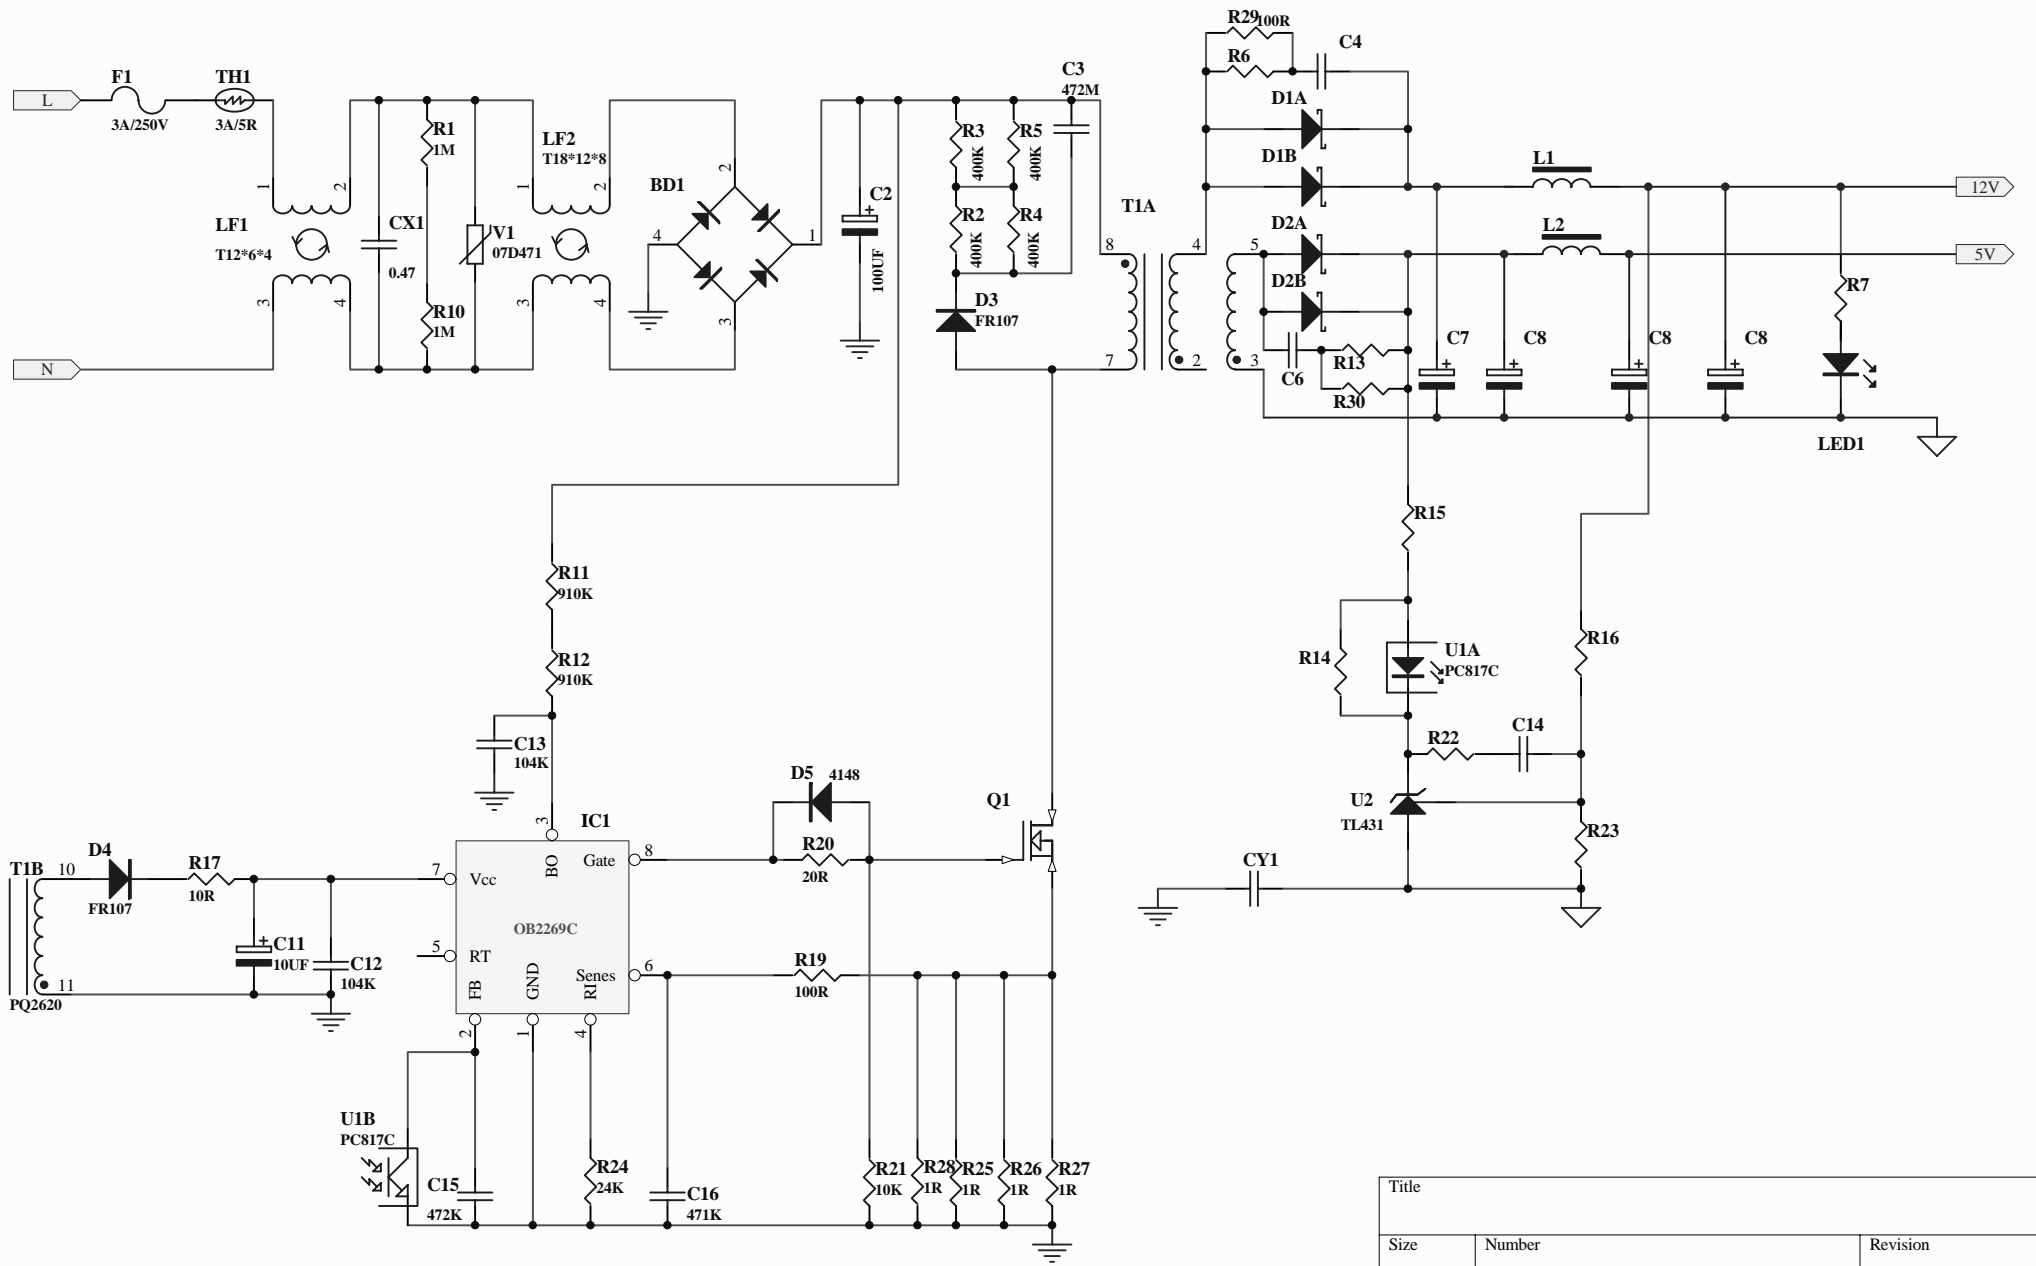 R29
100R
R6
C4
F1
TH1
C3
472M
L
3A/250V
3A/5R
D1A
R1
1M
LF2
T18*12*8
R3
400K
R5
400K
D1B
L1
1
2
1
2
2
BD1
C2
+
100UF
R2
400K
R4
400K
T1A
12V
LF1
T12*6*4
CX1
0.47
V1
07D471
4
1
8
4
D2A
5
L2
5V
D2B
R7
3
4
R10
1M
3
4
3
D3
FR107
C7
+
C8
+
C8
+
C8
+
N
7
2
3
C6
R13
R30
LED1
R15
R11
910K
R12
910K
R14
U1A
PC817C
R16
C13
104K
R22
C14
D5
4148
Q1
U2
TL431
3
IC1
R23
T1B
10
D4
FR107
R17
10R
7
Vcc
BO
Gate
8
R20
20R
CY1
OB2269C
C11
+
10UF
C12
104K
5
RT
Senes
6
R19
100R
11
PQ2620
FB
GND
RI
2
1
4
U1B
PC817C
C15
472K
R24
24K
C16
471K
R21
10K
R28
1R
R25
1R
R26
1R
R27
1R
Title
Size
Number
Revision